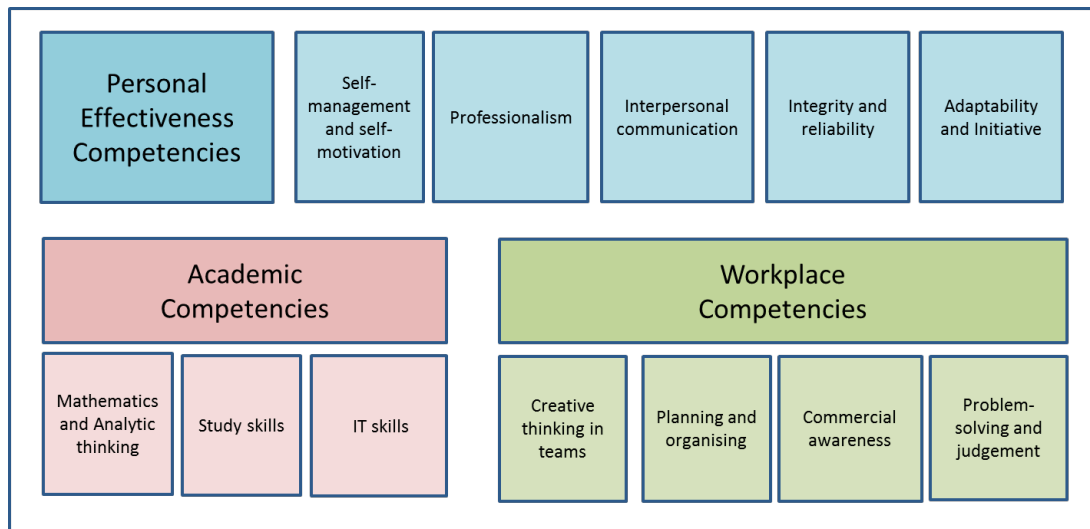 Personal
Effectiveness
Competencies
Self-
management
and self-
motivation
Professionalism
Interpersonal
communication
Integrity and
reliability
Adaptability
and Initiative
Academic
Competencies
Mathematics
and Analytic
thinking
Study skills
IT skills
Workplace
Competencies
Creative
thinking in
teams
Planning and
organising
Commercial
awareness
Problem-
solving and
judgement